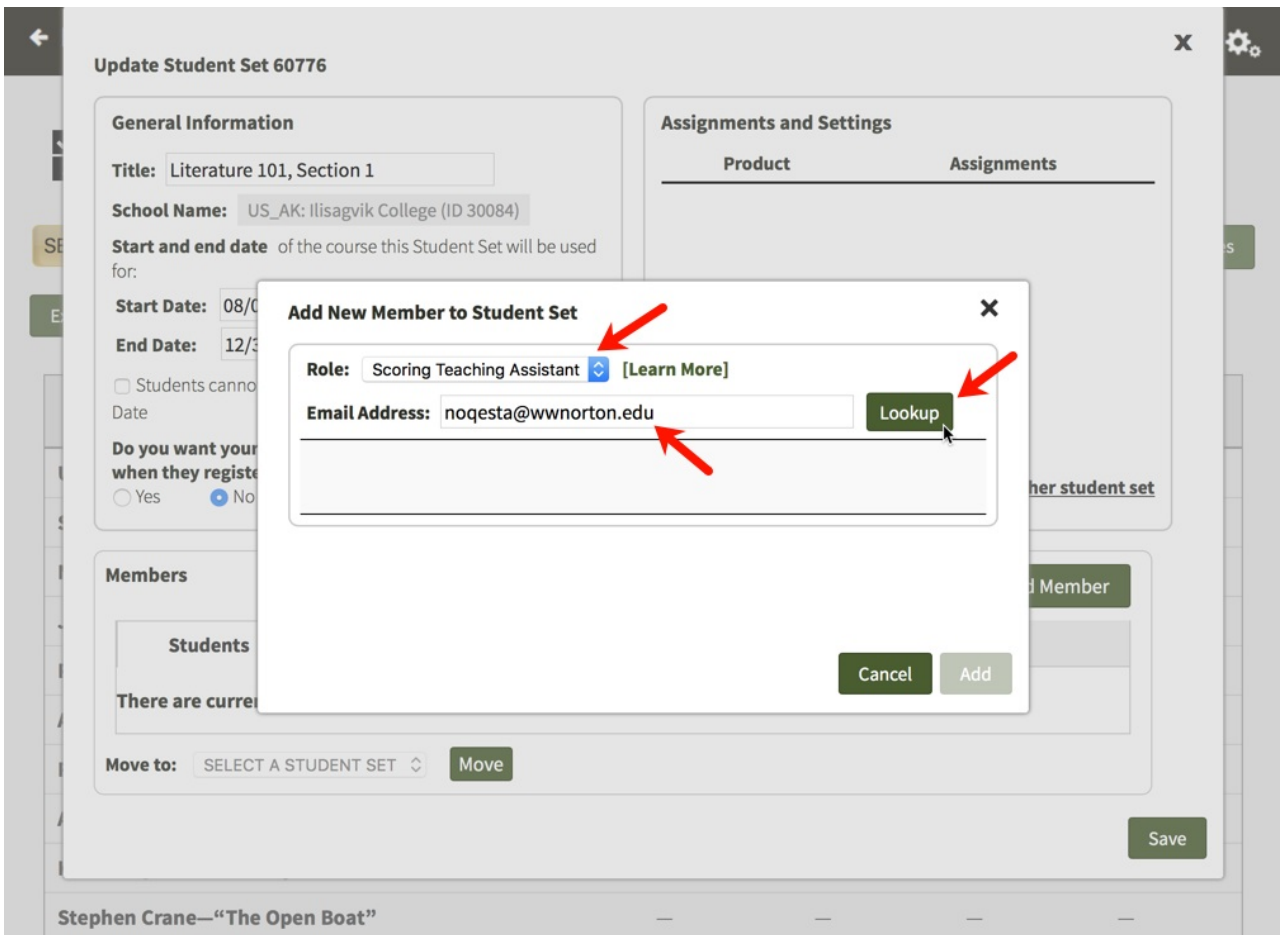 Update Student Set 60776
X
General Information
Title: Literature 101, Section 1
School Name: US_AK: Ilisagvik College (ID 30084)
Start and end date of the course this Student Set will be used
for:
Start Date: 08/0
End Date: 12/3
Students canno
Date
Do you want your
when they registe
Yes No
Assignments and Settings
Product Assignments
her student set
Add New Member to Student Set
Role: Scoring Teaching Assistant [Learn More]
Email Address: noqesta@wwnorton.edu Lookup
Cancel Add
Members
d Member
Students
There are curre
Move to: SELECT A STUDENT SET Move
Save
Stephen Crane—“The Open Boat” — — — —